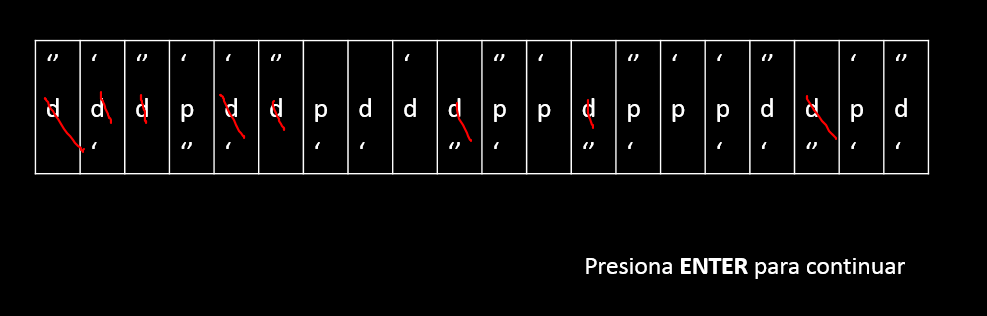 ‘’ ‘ ‘’ ‘ ‘ ‘’ ‘ ‘’ ‘ ‘’ ‘ ‘ ‘’ ‘ ‘’
d d d p d d p d d d p p d p p p d d p d
‘ ‘’ ‘ ‘ ‘ ‘’ ‘ ‘’ ‘ ‘ ‘ ‘’ ‘ ‘
Presiona ENTER para continuar